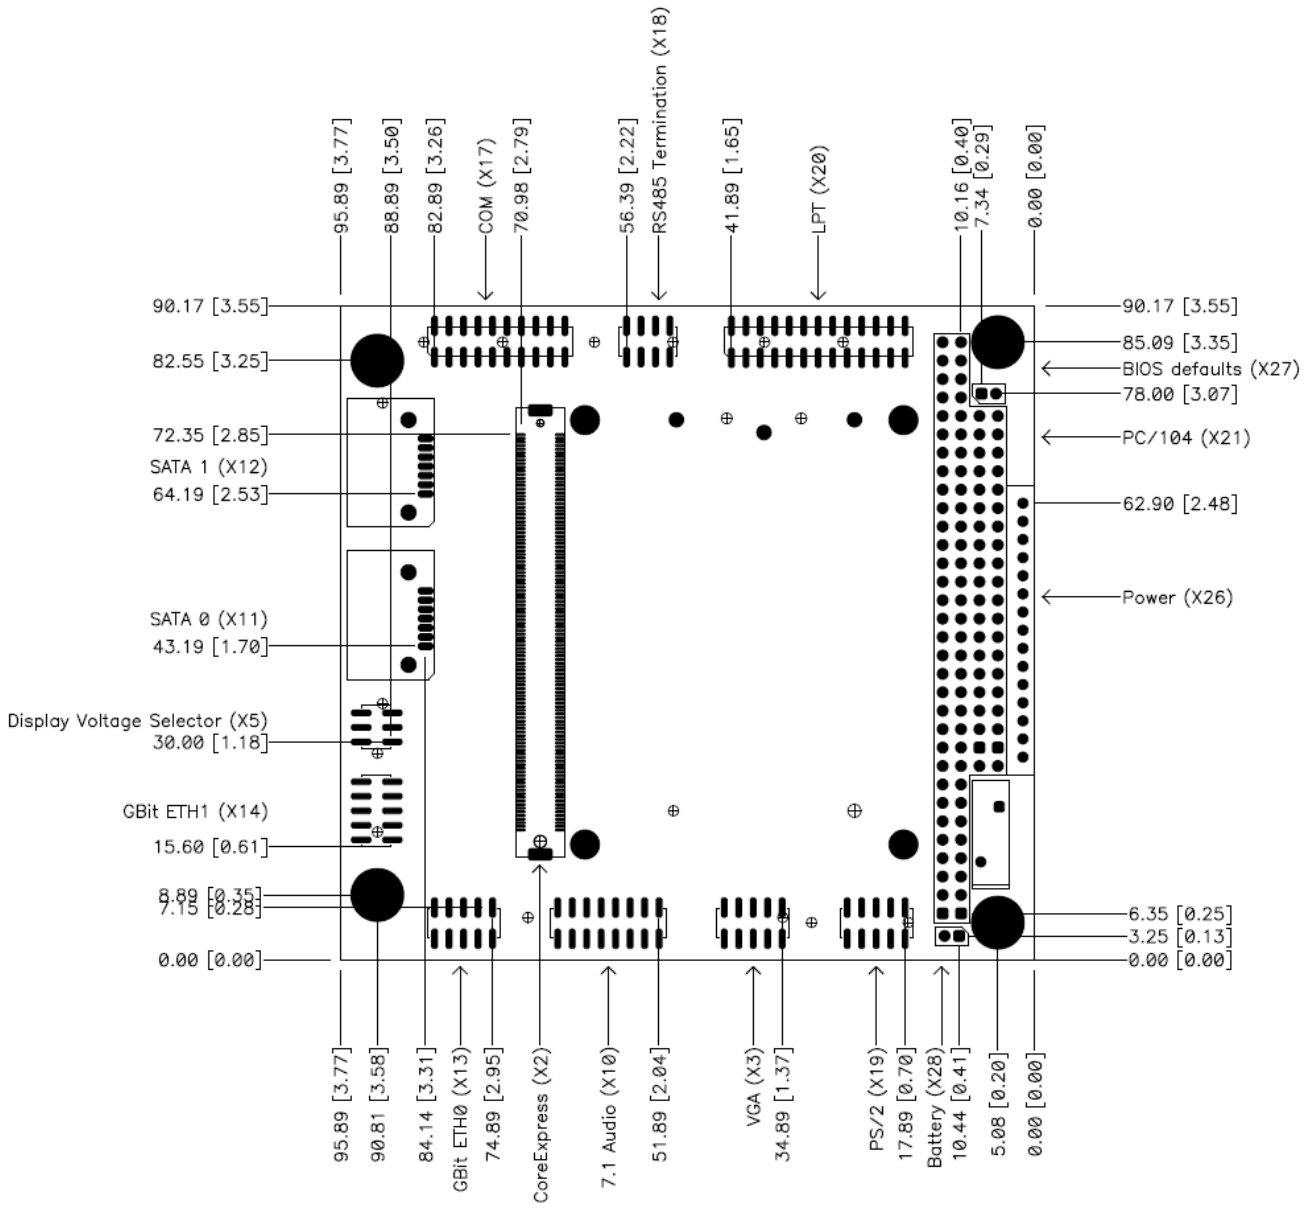 95.89 [3.77]
88.89 [3.50]
82.89 [3.26]
COM (X17)
70.98 [2.79]
56.39 [2.22]
RS485 Termination (X18)
41.89 [1.65]
LPT (X20)
10.16 [0.40]
7.34 [0.29]
0.00 [0.00]
90.17 [3.55]
82.55 [3.25]
72.35 [2.85]
SATA 1 (X12)
64.19 [2.53]
SATA 0 (X11)
43.19 [1.70]
Display Voltage Selector (X5)
30.00 [1.18]
GBit ETH1 (X14)
15.60 [0.61]
8.89 [0.35]
7.15 [0.28]
0.00 [0.00]
90.17 [3.55]
85.09 [3.35]
BIOS defaults (X27)
78.00 [3.07]
PC/104 (X21)
62.90 [2.48]
Power (X26)
6.35 [0.25]
3.25 [0.13]
0.00 [0.00]
95.89 [3.77]
90.81 [3.58]
84.14 [3.31]
GBit ETH0 (X13)
74.89 [2.95]
CoreExpress (X2)
7.1 Audio (X10)
51.89 [2.04]
VGA (X3)
34.89 [1.37]
PS/2 (X19)
17.89 [0.70]
Battery (X28)
10.44 [0.41]
5.08 [0.20]
0.00 [0.00]